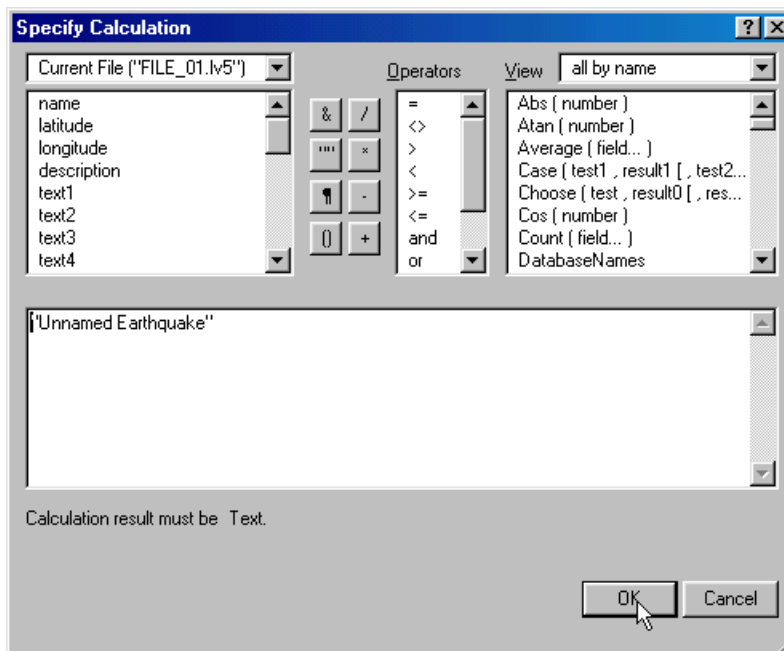 Specify Calculation
Current File ("FILE_01.lv5")
Operators
View
all by name
name
latitude
longitude
description
text1
text2
text3
text4
& /
"" *
¶ -
() +
=
<>
>
<
>=
<=
and
or
Abs ( number )
Atan ( number )
Average ( field... )
Case ( test1 , result1 [ , test2...
Choose ( test , result0 [ , res...
Cos ( number )
Count ( field... )
DatabaseNames
"Unnamed Earthquake"
Calculation result must be Text.
OK
Cancel